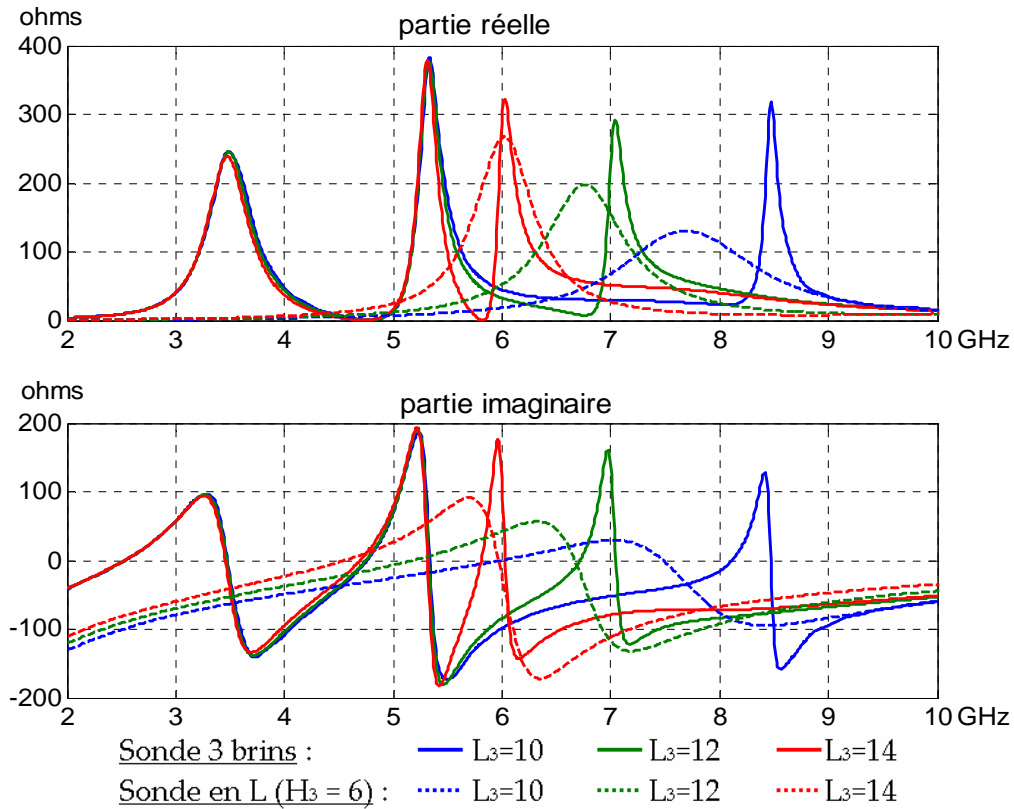 ohms
partie réelle
400
300
200
100
0
2 3 4 5 6 7 8 9 10 GHz
ohms
partie imaginaire
200
100
0
-100
-200
2 3 4 5 6 7 8 9 10 GHz
Sonde 3 brins : L₃=10 L₃=12 L₃=14
Sonde en L (H₃ = 6) : L₃=10 L₃=12 L₃=14